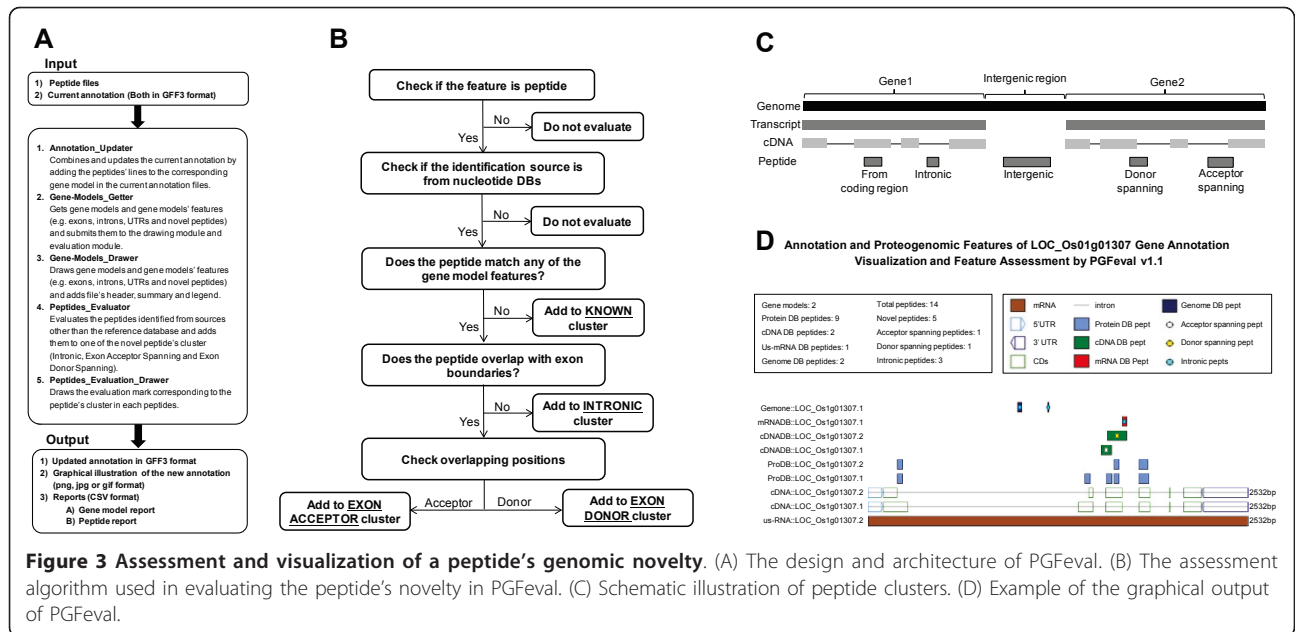 A
Input
1) Peptide files
2) Current annotation (Both in GFF3 format)
1. Annotation_Updater
Combines and updates the current annotation by
adding the peptides' lines to the corresponding
gene model in the current annotation files.
2. Gene-Models_Getter
Gets gene models and gene models' features
(e.g. exons, introns, UTRs and novel peptides)
and submits them to the drawing module and
evaluation module.
3. Gene-Models_Drawer
Draws gene models and gene models' features
(e.g. exons, introns, UTRs and novel peptides)
and adds file's header, summary and legend.
4. Peptides_Evaluator
Evaluates the peptides identified from sources
other than the reference database and adds
them to one of the novel peptide's cluster
(Intronic, Exon Acceptor Spanning and Exon
Donor Spanning).
5. Peptides_Evaluation_Drawer
Draws the evaluation mark corresponding to the
peptide's cluster in each peptides.
Output
1) Updated annotation in GFF3 format
2) Graphical illustration of the new annotation
(png, jpg or gif format)
3) Reports (CSV format)
A) Gene model report
B) Peptide report
B
Check if the feature is peptide
No
Yes
Do not evaluate
Check if the identification source is
from nucleotide DBs
No
Yes
Do not evaluate
Does the peptide match any of the
gene model features?
Yes
No
Add to KNOWN
cluster
Does the peptide overlap with exon
boundaries?
No
Yes
Add to INTRONIC
cluster
Check overlapping positions
Acceptor
Donor
Add to EXON
ACCEPTOR cluster
Add to EXON
DONOR cluster
C
Gene1
Intergenic region
Gene2
Genome
Transcript
cDNA
Peptide
From
coding region
Intronic
Intergenic
Donor
spanning
Acceptor
spanning
D
Annotation and Proteogenomic Features of LOC_Os01g01307 Gene Annotation
Visualization and Feature Assessment by PGFeval v1.1
Gene models: 2
Protein DB peptides: 9
cDNA DB peptides: 2
Us-mRNA DB peptides: 1
Genome DB peptides: 2
Total peptides: 14
Novel peptides: 5
Acceptor spanning peptides: 1
Donor spanning peptides: 1
Intronic peptides: 3
mRNA
5'UTR
3' UTR
CDs
intron
Protein DB pept
cDNA DB pept
mRNA DB Pept
Genome DB pept
Acceptor spanning pept
Donor spanning pept
Intronic pepts
Gemone::LOC_Os1g01307.1
mRNADB::LOC_Os1g01307.1
cDNADB::LOC_Os1g01307.2
cDNADB::LOC_Os1g01307.1
ProDB::LOC_Os1g01307.2
ProDB::LOC_Os1g01307.1
cDNA::LOC_Os1g01307.2
2532bp
cDNA::LOC_Os1g01307.1
2532bp
us-RNA::LOC_Os1g01307.2
2532bp
Figure 3 Assessment and visualization of a peptide's genomic novelty. (A) The design and architecture of PGFeval. (B) The assessment
algorithm used in evaluating the peptide's novelty in PGFeval. (C) Schematic illustration of peptide clusters. (D) Example of the graphical output
of PGFeval.